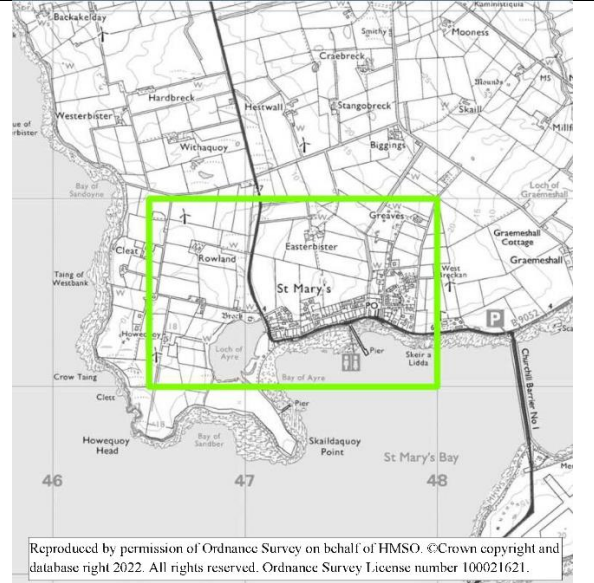 Kaministiquia
Backakelday
Smithy
Mooness
Craebreck
Mounds
MS
Hardbreck
Hestwall
Stangobreck
Skaill
Westerbister
Withaquoy
Biggings
Bay of
Sandoyne
Loch of
Graemeshall
Greaves
Graemeshall
Cottage
Cleat
Rowland
Easterbister
Graemeshall
Taing of
Westbank
St Mary's
West
Breckan
PO
P
B9052
Brock
Howequoy
Loch of
Ayre
Pier
Skeir a
Lidda
Churchill Barrier No 1
Crow Taing
Bay of Ayre
Clett
Pier
Howequoy
Head
Bay of
Sandber
Skaildaquoy
Point
St Mary's Bay
46
47
48
Reproduced by permission of Ordnance Survey on behalf of HMSO. ©Crown copyright and
database right 2022. All rights reserved. Ordnance Survey License number 100021621.